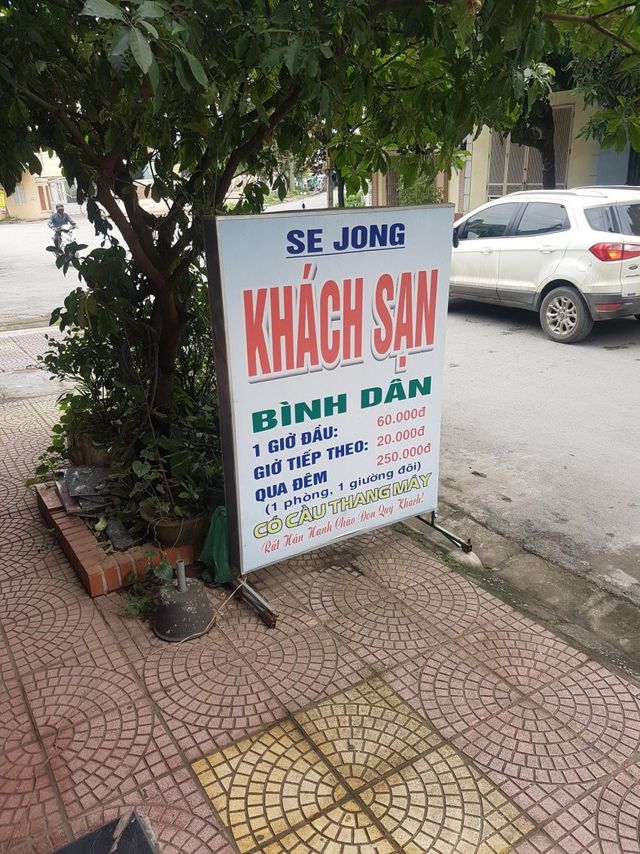 SE JONG
KHÁCH SẠN
BÌNH DÂN
1 GIỜ ĐẦU: 60.000đ
GIỜ TIẾP THEO: 20.000đ
QUA ĐÊM 250.000đ
(1 phòng, 1 giường đôi)
CÓ CẦU THANG MÁY
Rất Hân Hạnh Chào Đón Quý Khách!